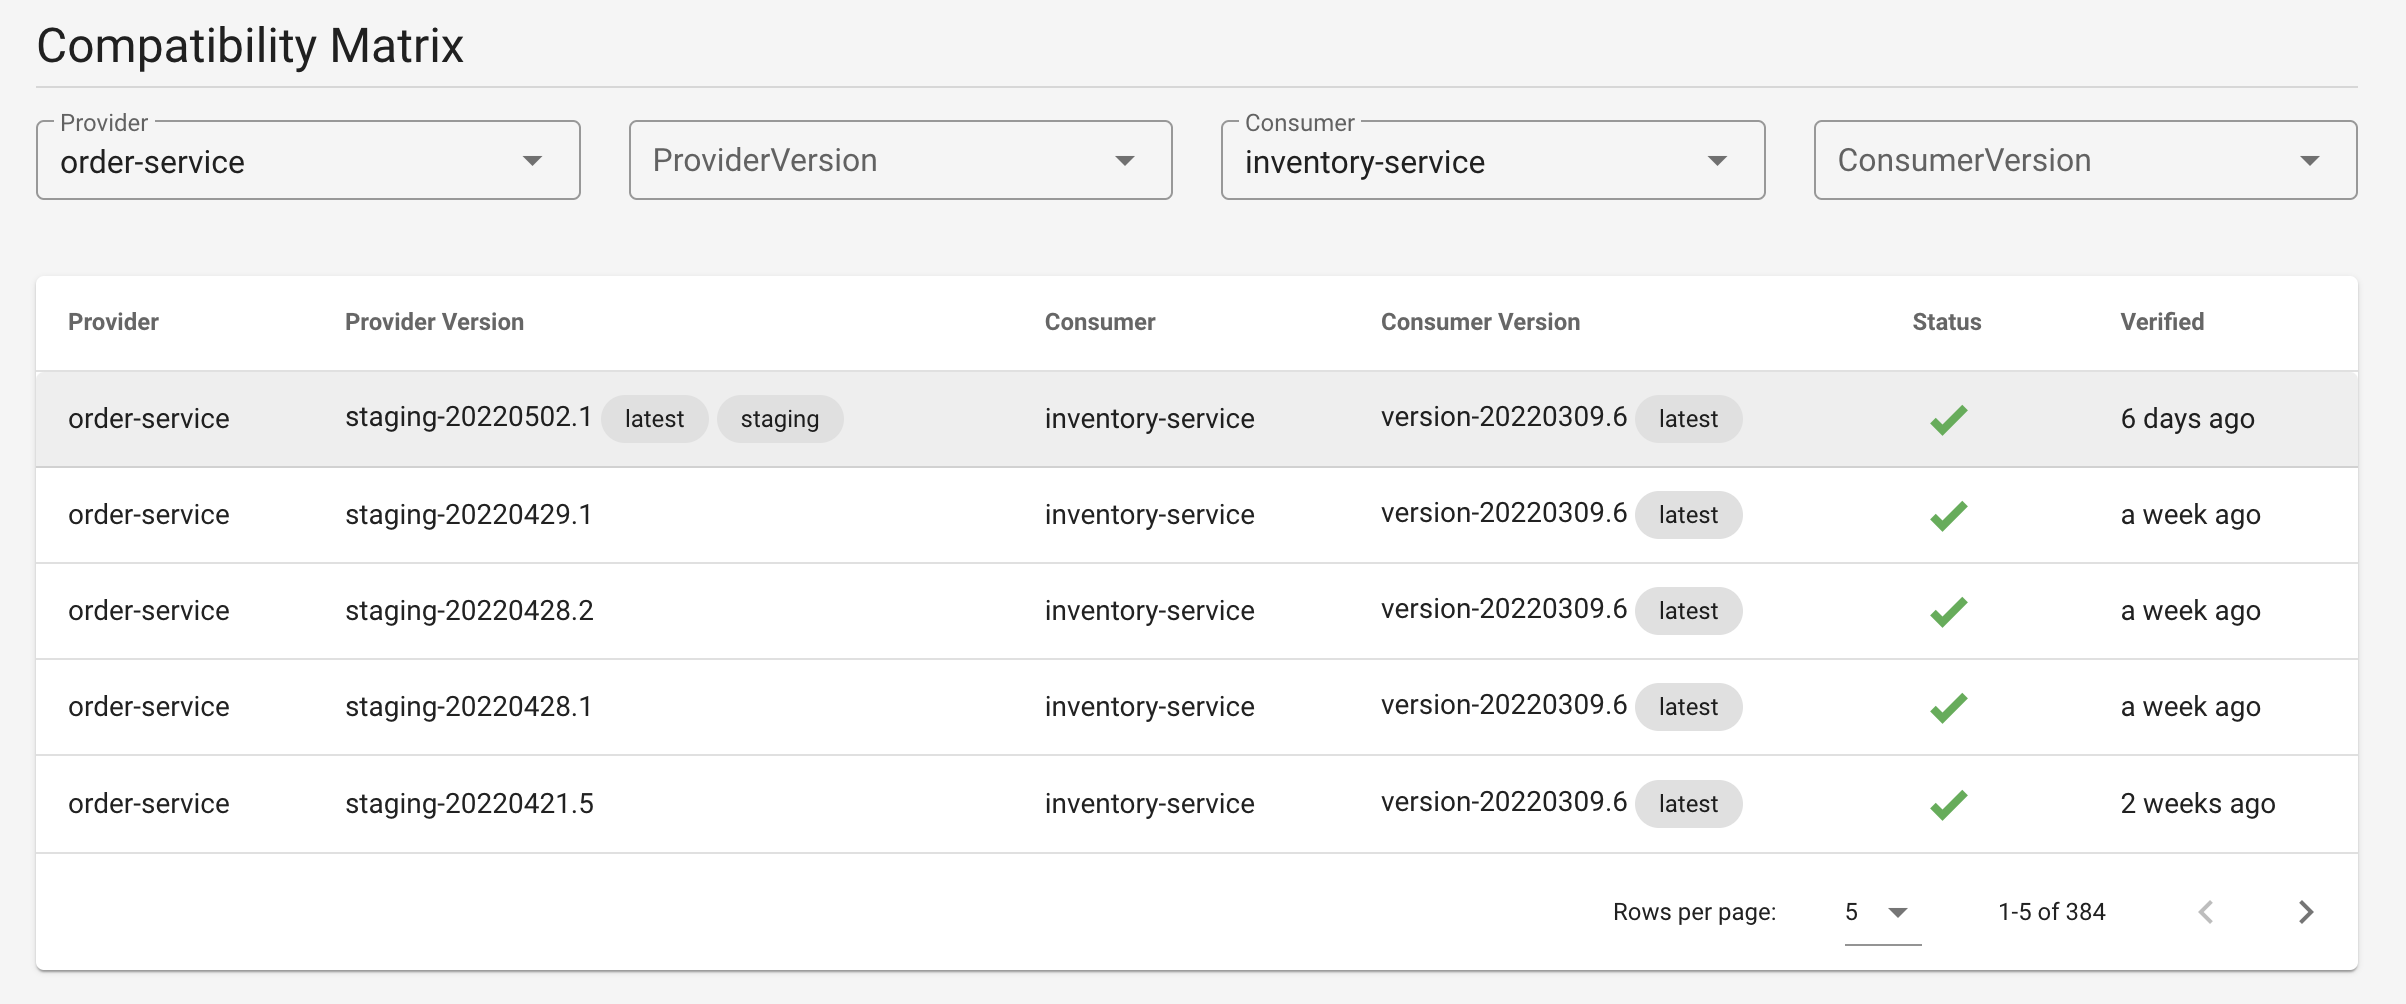 Compatibility Matrix
Provider
order-service
ProviderVersion
Consumer
inventory-service
ConsumerVersion
Provider Provider Version Consumer Consumer Version Status Verified
order-service staging-20220502.1 latest staging inventory-service version-20220309.6 latest 6 days ago
order-service staging-20220429.1 inventory-service version-20220309.6 latest a week ago
order-service staging-20220428.2 inventory-service version-20220309.6 latest a week ago
order-service staging-20220428.1 inventory-service version-20220309.6 latest a week ago
order-service staging-20220421.5 inventory-service version-20220309.6 latest 2 weeks ago
Rows per page: 5 1-5 of 384